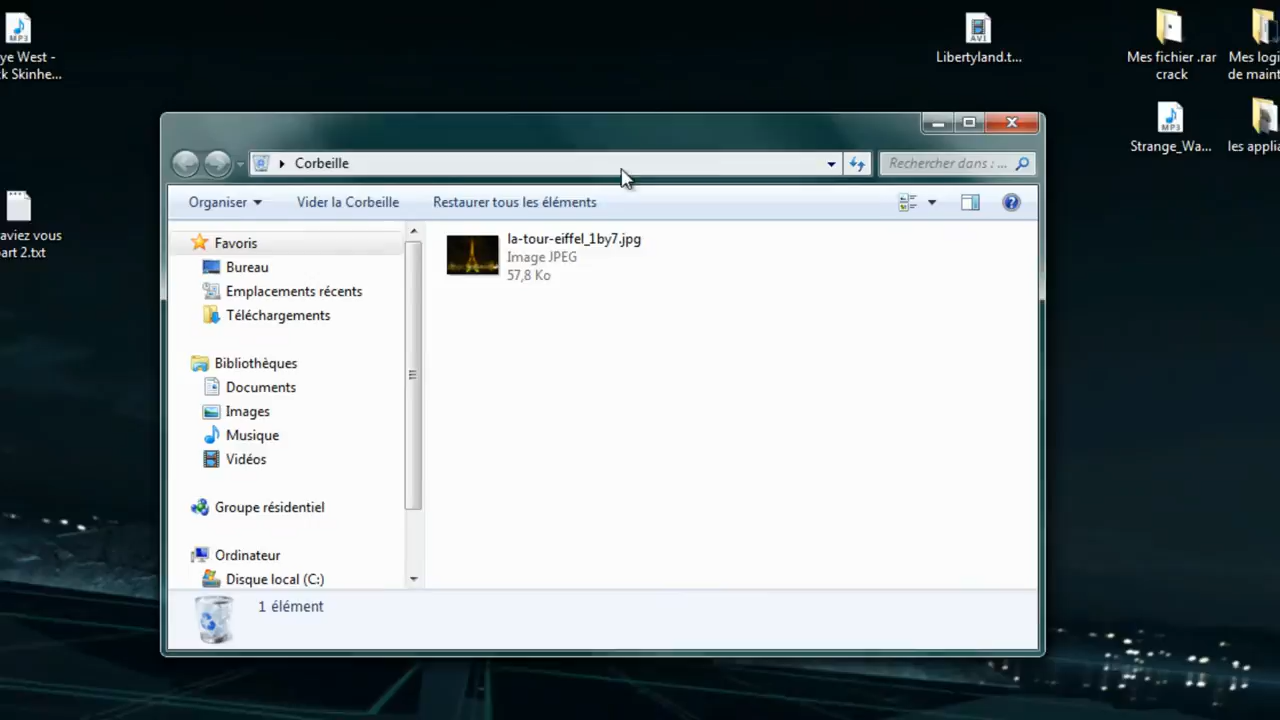 ye West -
k Skinhe...
MP3
aviez vous
art 2.txt
AVI
Libertyland.t...
Mes fichier .rar
crack
Mes logi
de maint
MP3
Strange_Wa...
les applia
Corbeille
Rechercher dans : ...
Organiser
Vider la Corbeille
Restaurer tous les éléments
Favoris
Bureau
Emplacements récents
Téléchargements
Bibliothèques
Documents
Images
Musique
Vidéos
Groupe résidentiel
Ordinateur
Disque local (C:)
la-tour-eiffel_1by7.jpg
Image JPEG
57,8 Ko
1 élément